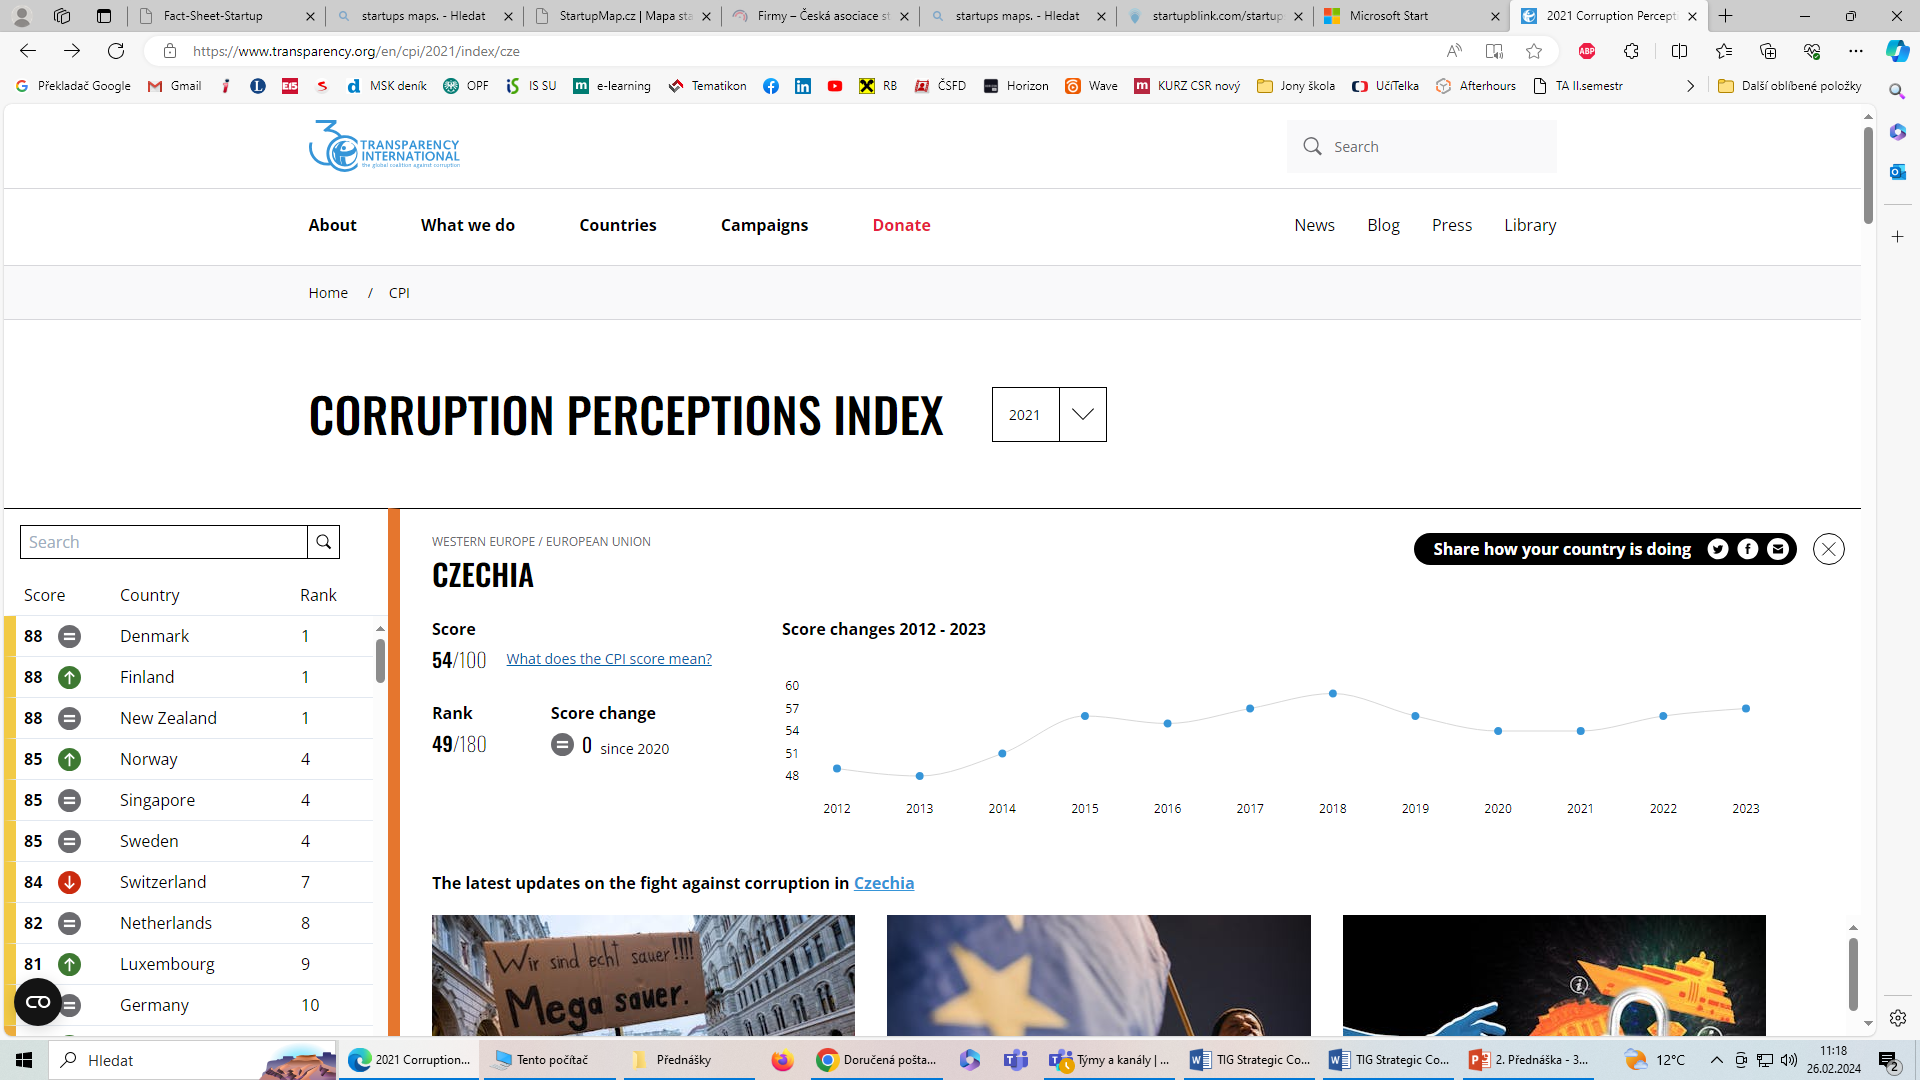 Fact-Sheet-Startup
startups maps. - Hledat
StartupMap.cz | Mapa sta
Firmy – Česká asociace st
startups maps. - Hledat
startupblink.com/startup
Microsoft Start
2021 Corruption Percepti
https://www.transparency.org/en/cpi/2021/index/cze
ABP
Překladač Google
Gmail
E15
MSK deník
OPF
IS SU
e-learning
Tematikon
RB
ČSFD
Horizon
Wave
KURZ CSR nový
Jony škola
UčíTelka
Afterhours
TA II.semestr
Další oblíbené položky
TRANSPARENCY
INTERNATIONAL
the global coalition against corruption
Search
About
What we do
Countries
Campaigns
Donate
News
Blog
Press
Library
Home / CPI
CORRUPTION PERCEPTIONS INDEX
2021
Search
Score Country Rank
88 Denmark 1
88 Finland 1
88 New Zealand 1
85 Norway 4
85 Singapore 4
85 Sweden 4
84 Switzerland 7
82 Netherlands 8
81 Luxembourg 9
Germany 10
WESTERN EUROPE / EUROPEAN UNION
CZECHIA
Share how your country is doing
Score
54/100
What does the CPI score mean?
Rank
49/180
Score change
0 since 2020
Score changes 2012 - 2023
60
57
54
51
48
2012 2013 2014 2015 2016 2017 2018 2019 2020 2021 2022 2023
The latest updates on the fight against corruption in Czechia
Wir sind echt sauer!!!!
Mega sauer.
Hledat
2021 Corruption...
Tento počítač
Přednášky
Doručená pošta...
Týmy a kanály | ...
TIG Strategic Co...
TIG Strategic Co...
2. Přednáška - 3...
12°C
11:18
26.02.2024
2